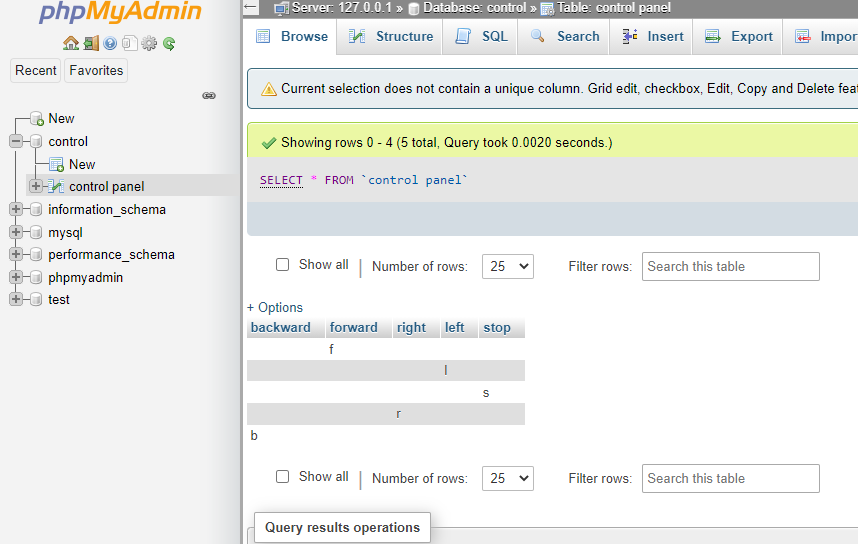 phpMyAdmin
Recent Favorites
New
control
New
control panel
information_schema
mysql
performance_schema
phpmyadmin
test
Server: 127.0.0.1 » Database: control » Table: control panel
Browse Structure SQL Search Insert Export Impor
Current selection does not contain a unique column. Grid edit, checkbox, Edit, Copy and Delete fea
Showing rows 0 - 4 (5 total, Query took 0.0020 seconds.)
SELECT * FROM `control panel`
Show all | Number of rows: 25 Filter rows: Search this table
+ Options
backward forward right left stop
f
l
s
r
b
Show all | Number of rows: 25 Filter rows: Search this table
Query results operations